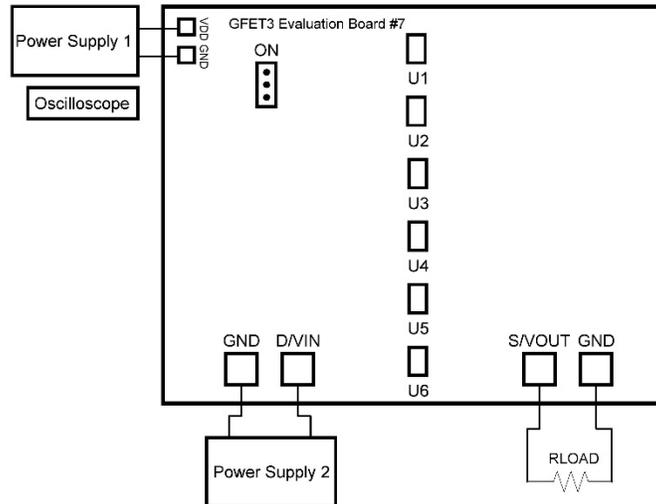 Power Supply 1
VDD
GND
GFET3 Evaluation Board #7
ON
Oscilloscope
U1
U2
U3
U4
U5
U6
GND D/VIN
S/VOUT GND
Power Supply 2
RLOAD